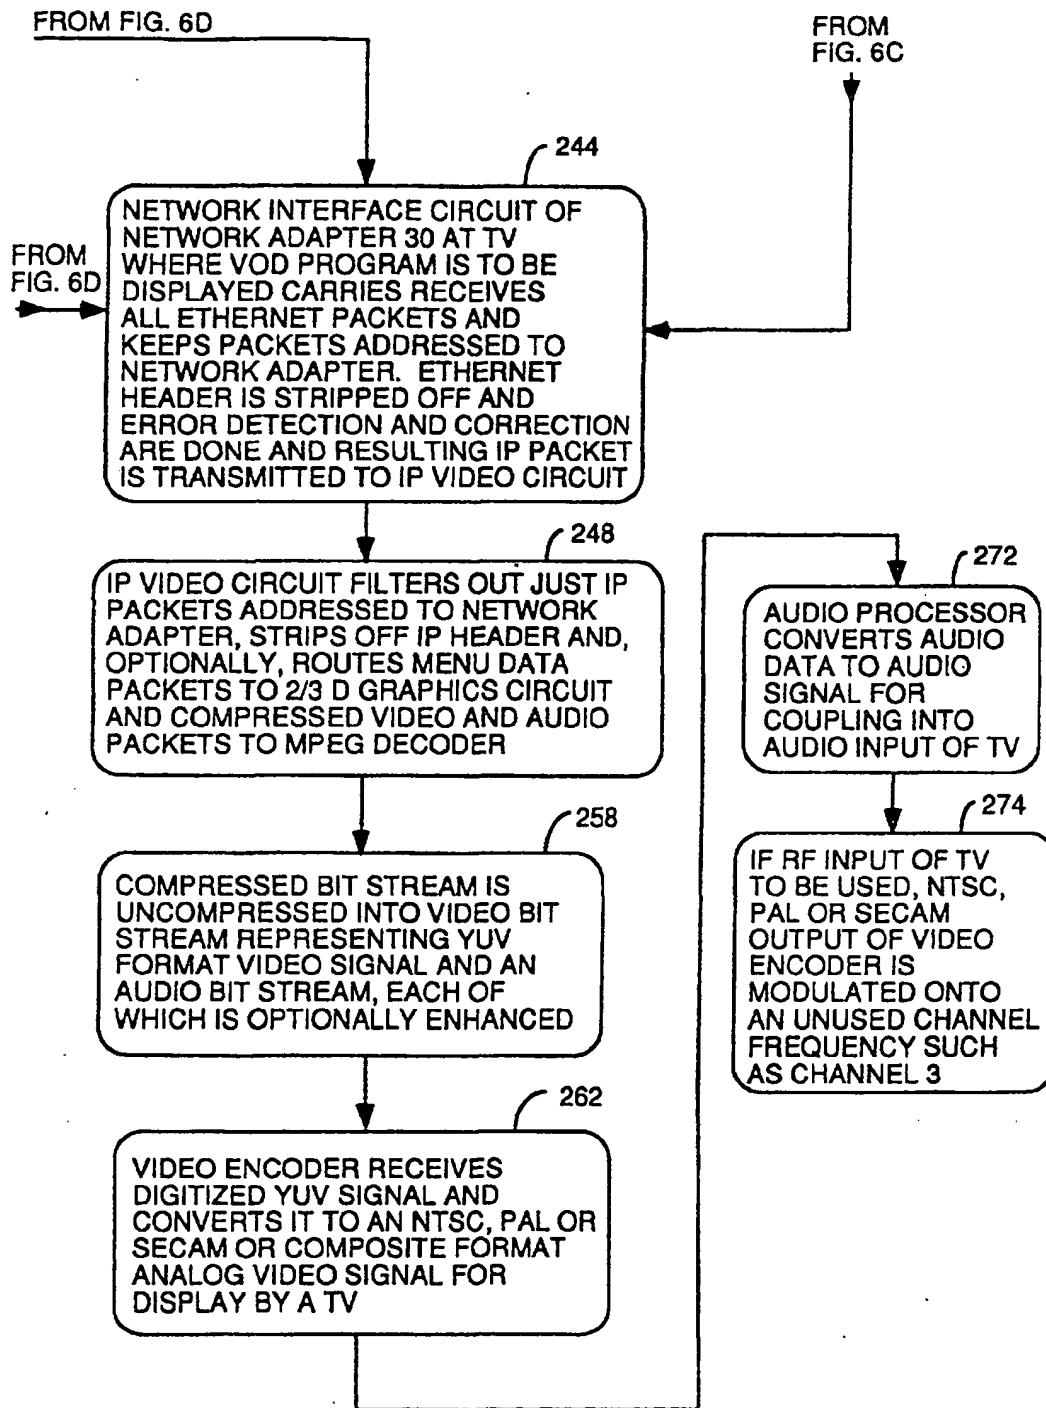 FROM FIG. 6D
FROM
FIG. 6C
244
NETWORK INTERFACE CIRCUIT OF
NETWORK ADAPTER 30 AT TV
WHERE VOD PROGRAM IS TO BE
DISPLAYED CARRIES RECEIVES
ALL ETHERNET PACKETS AND
KEEPS PACKETS ADDRESSED TO
NETWORK ADAPTER. ETHERNET
HEADER IS STRIPPED OFF AND
ERROR DETECTION AND CORRECTION
ARE DONE AND RESULTING IP PACKET
IS TRANSMITTED TO IP VIDEO CIRCUIT
FROM
FIG. 6D
248
IP VIDEO CIRCUIT FILTERS OUT JUST IP
PACKETS ADDRESSED TO NETWORK
ADAPTER, STRIPS OFF IP HEADER AND,
OPTIONALLY, ROUTES MENU DATA
PACKETS TO 2/3 D GRAPHICS CIRCUIT
AND COMPRESSED VIDEO AND AUDIO
PACKETS TO MPEG DECODER
258
COMPRESSED BIT STREAM IS
UNCOMPRESSED INTO VIDEO BIT
STREAM REPRESENTING YUV
FORMAT VIDEO SIGNAL AND AN
AUDIO BIT STREAM, EACH OF
WHICH IS OPTIONALLY ENHANCED
262
VIDEO ENCODER RECEIVES
DIGITIZED YUV SIGNAL AND
CONVERTS IT TO AN NTSC, PAL OR
SECAM OR COMPOSITE FORMAT
ANALOG VIDEO SIGNAL FOR
DISPLAY BY A TV
272
AUDIO PROCESSOR
CONVERTS AUDIO
DATA TO AUDIO
SIGNAL FOR
COUPLING INTO
AUDIO INPUT OF TV
274
IF RF INPUT OF TV
TO BE USED, NTSC,
PAL OR SECAM
OUTPUT OF VIDEO
ENCODER IS
MODULATED ONTO
AN UNUSED CHANNEL
FREQUENCY SUCH
AS CHANNEL 3